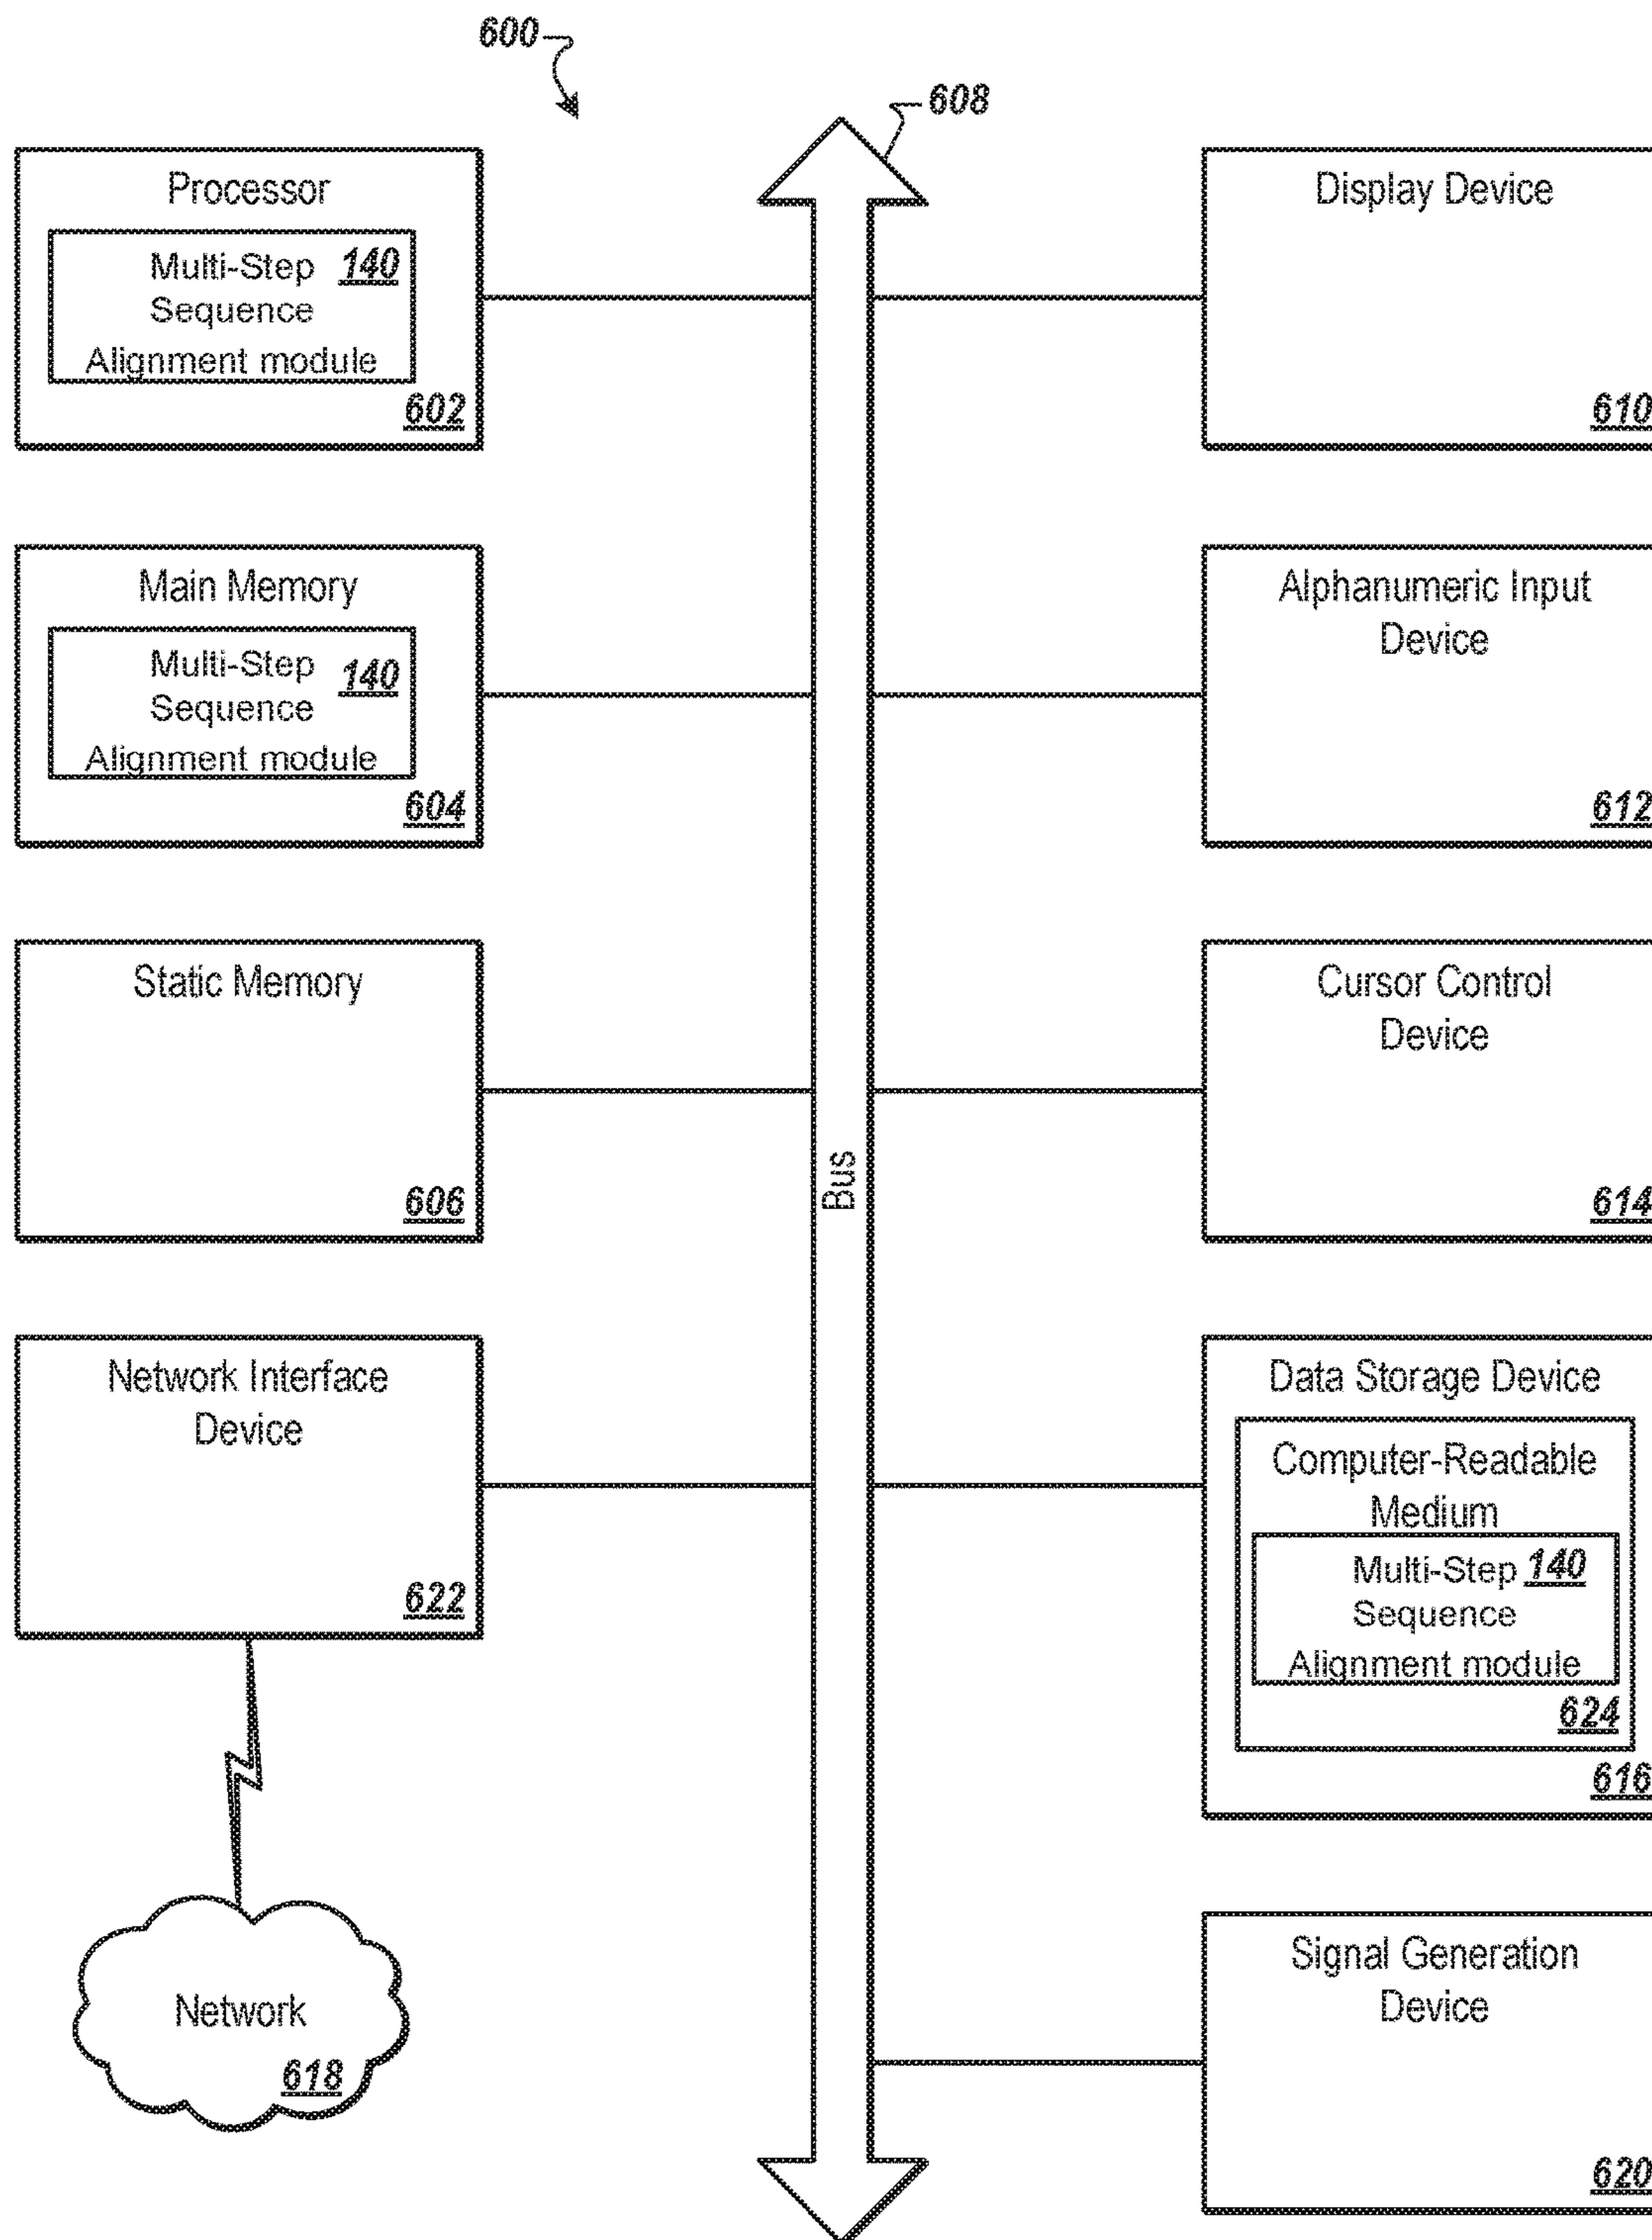 600
608
Processor
Multi-Step 140
Sequence
Alignment module
602
Display Device
610
Main Memory
Multi-Step 140
Sequence
Alignment module
604
Alphanumeric Input
Device
612
Static Memory
606
Cursor Control
Device
614
Bus
Network Interface
Device
622
Data Storage Device
Computer-Readable
Medium
Multi-Step 140
Sequence
Alignment module
624
616
Network
618
Signal Generation
Device
620